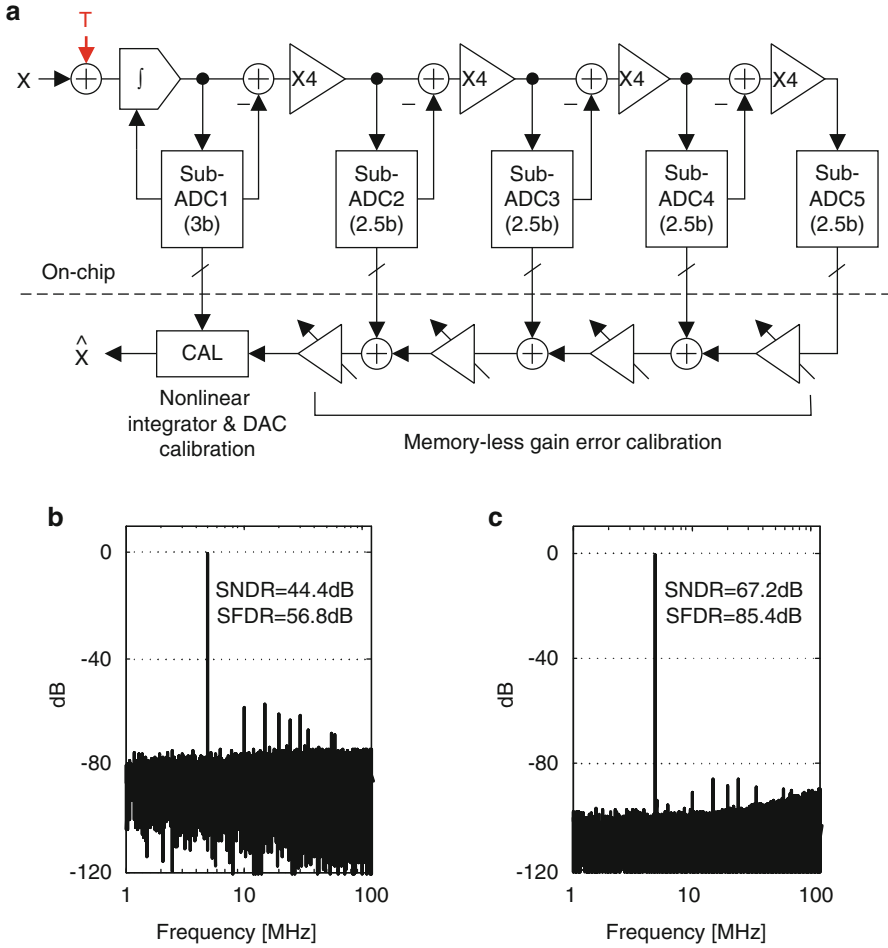 a
T
X
∫
X4
X4
X4
X4
Sub-
ADC1
(3b)
Sub-
ADC2
(2.5b)
Sub-
ADC3
(2.5b)
Sub-
ADC4
(2.5b)
Sub-
ADC5
(2.5b)
On-chip
X̂
CAL
Nonlinear
integrator & DAC
calibration
Memory-less gain error calibration
b
0
-40
-80
-120
dB
SNDR=44.4dB
SFDR=56.8dB
1
10
100
Frequency [MHz]
c
0
-40
-80
-120
dB
SNDR=67.2dB
SFDR=85.4dB
1
10
100
Frequency [MHz]